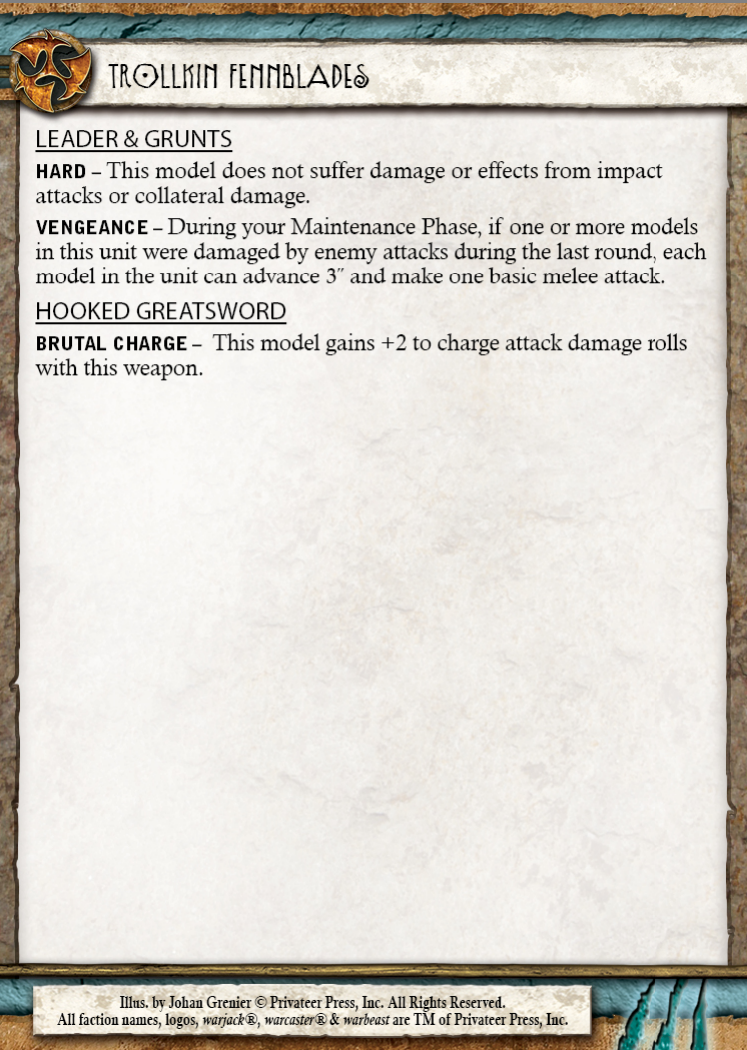 TROLLKIN FENNBLADES
LEADER & GRUNTS
HARD – This model does not suffer damage or effects from impact
attacks or collateral damage.
VENGEANCE – During your Maintenance Phase, if one or more models
in this unit were damaged by enemy attacks during the last round, each
model in the unit can advance 3″ and make one basic melee attack.
HOOKED GREATSWORD
BRUTAL CHARGE – This model gains +2 to charge attack damage rolls
with this weapon.
Illus. by Johan Grenier © Privateer Press, Inc. All Rights Reserved.
All faction names, logos, warjack®, warcaster® & warbeast are TM of Privateer Press, Inc.